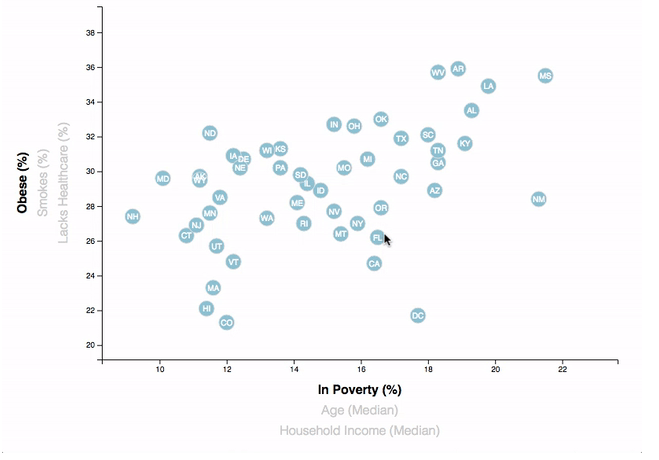 38
36
34
32
30
28
26
24
22
20
Obese (%)
Smokes (%)
Lacks Healthcare (%)
WV
AR
MS
LA
AL
IN
OH
OK
ND
TX
SC
KY
WI
KS
TN
IA
DE
NE
MI
GA
PA
MO
MD
AK
WY
SD
IL
NC
ID
AZ
VA
ME
NM
MN
NV
OR
NH
WA
NJ
RI
NY
CT
MT
FL
UT
VT
CA
MA
HI
CO
DC
10 12 14 16 18 20 22
In Poverty (%)
Age (Median)
Household Income (Median)